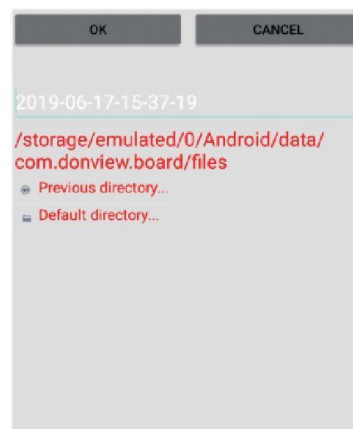 OK CANCEL
2019-06-17-15-37-19
/storage/emulated/0/Android/data/
com.donview.board/files
Previous directory...
Default directory...